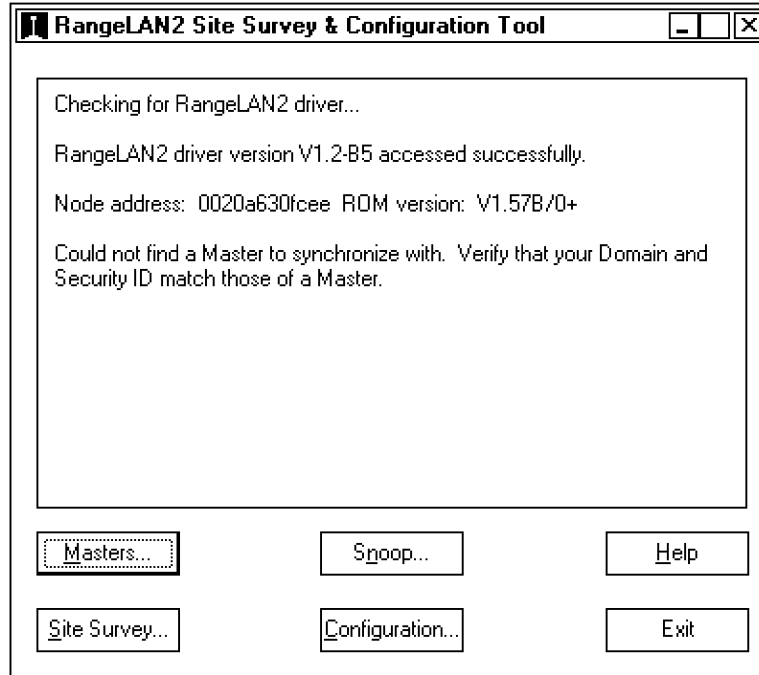 RangeLAN2 Site Survey & Configuration Tool
Checking for RangeLAN2 driver...
RangeLAN2 driver version V1.2-B5 accessed successfully.
Node address: 0020a630fcee ROM version: V1.57B/0+
Could not find a Master to synchronize with. Verify that your Domain and
Security ID match those of a Master.
Masters...
Snoop...
Help
Site Survey...
Configuration...
Exit